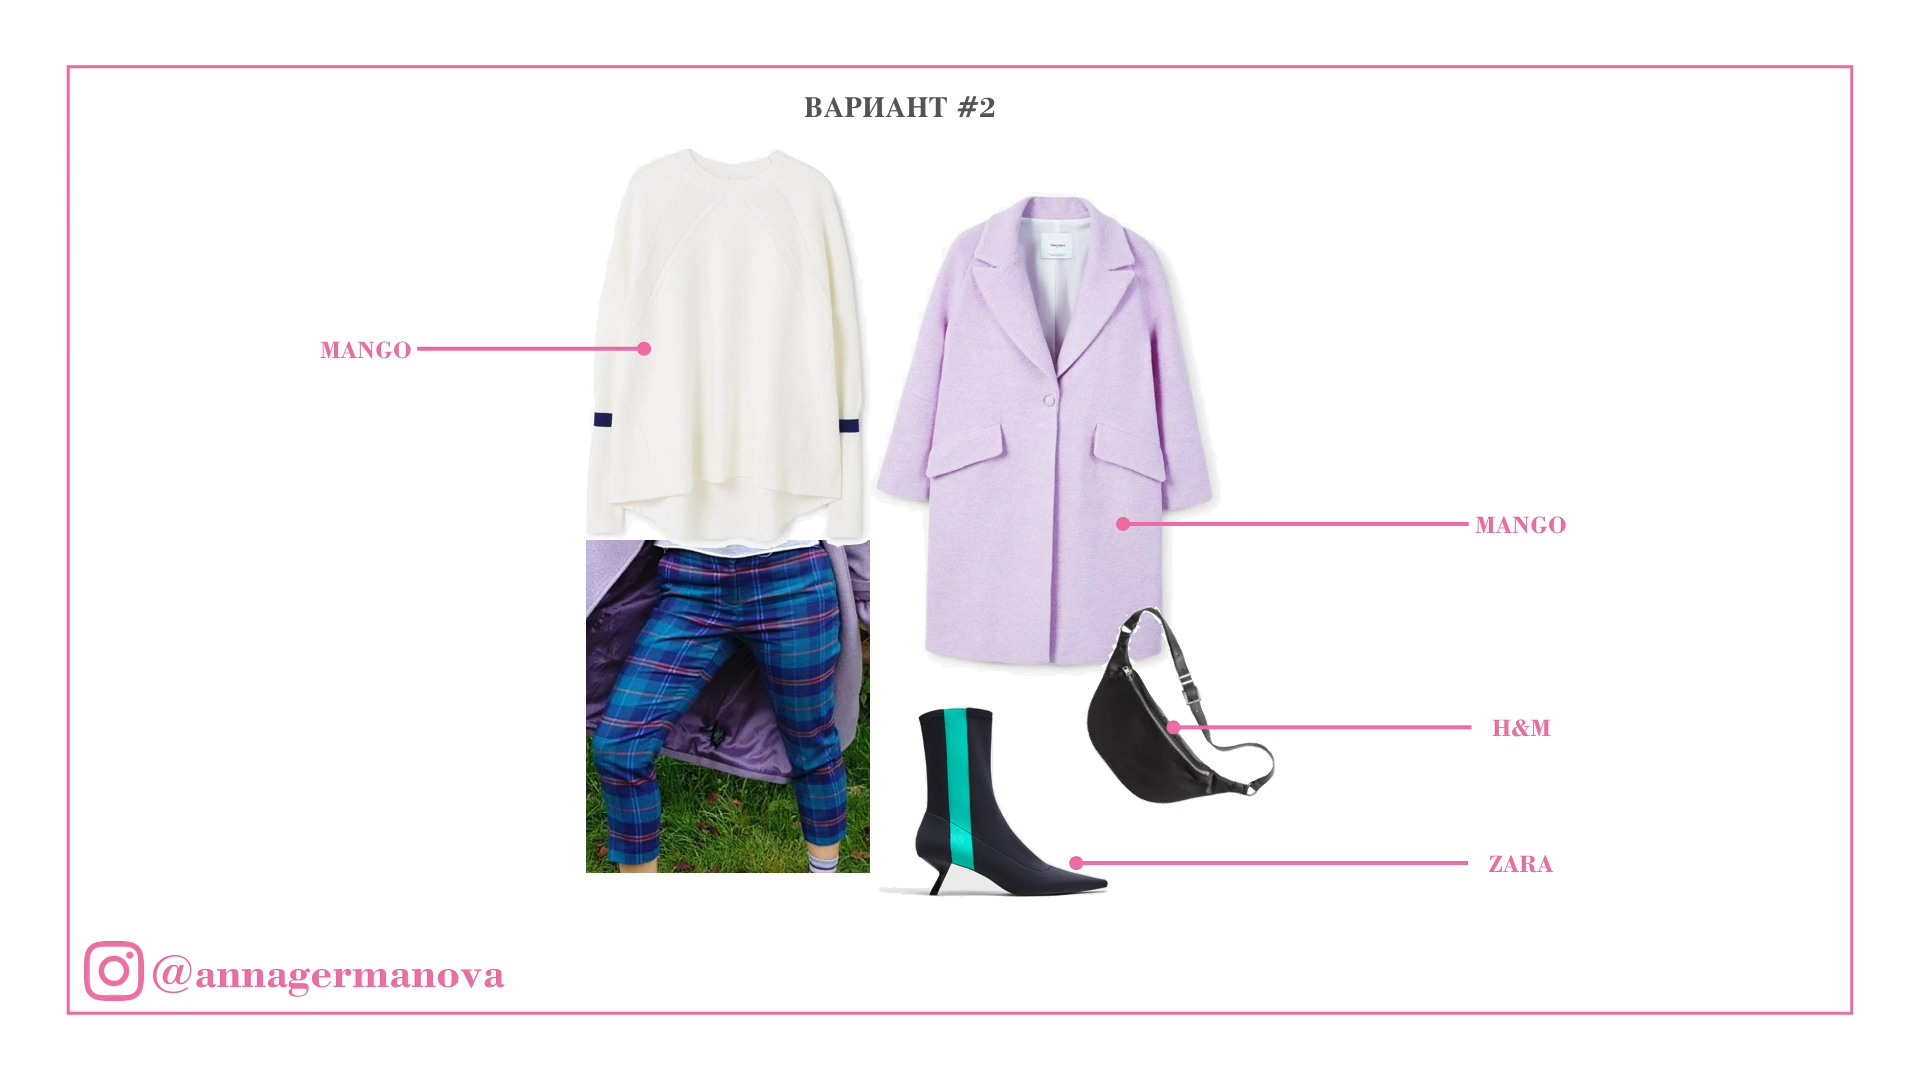 ВАРИАНТ #2
MANGO
MANGO
H&M
ZARA
@annagermanova